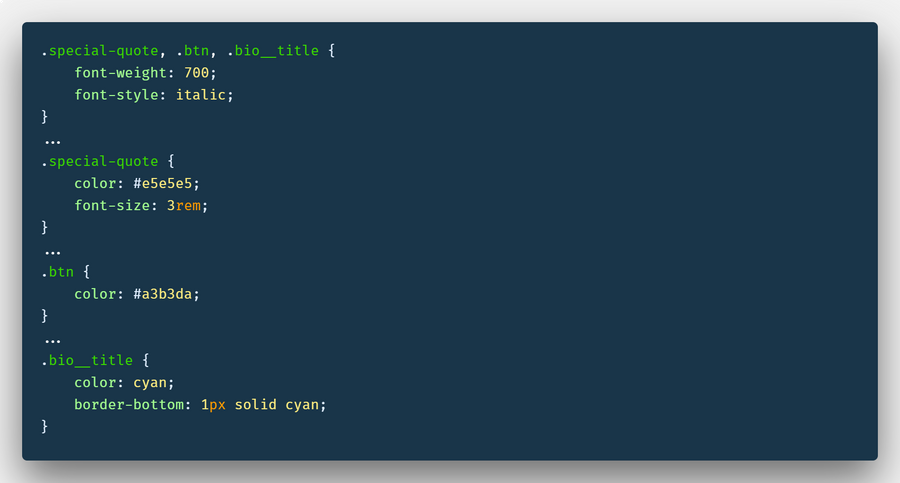 .special-quote, .btn, .bio__title {
    font-weight: 700;
    font-style: italic;
}
...
.special-quote {
    color: #e5e5e5;
    font-size: 3rem;
}
...
.btn {
    color: #a3b3da;
}
...
.bio__title {
    color: cyan;
    border-bottom: 1px solid cyan;
}